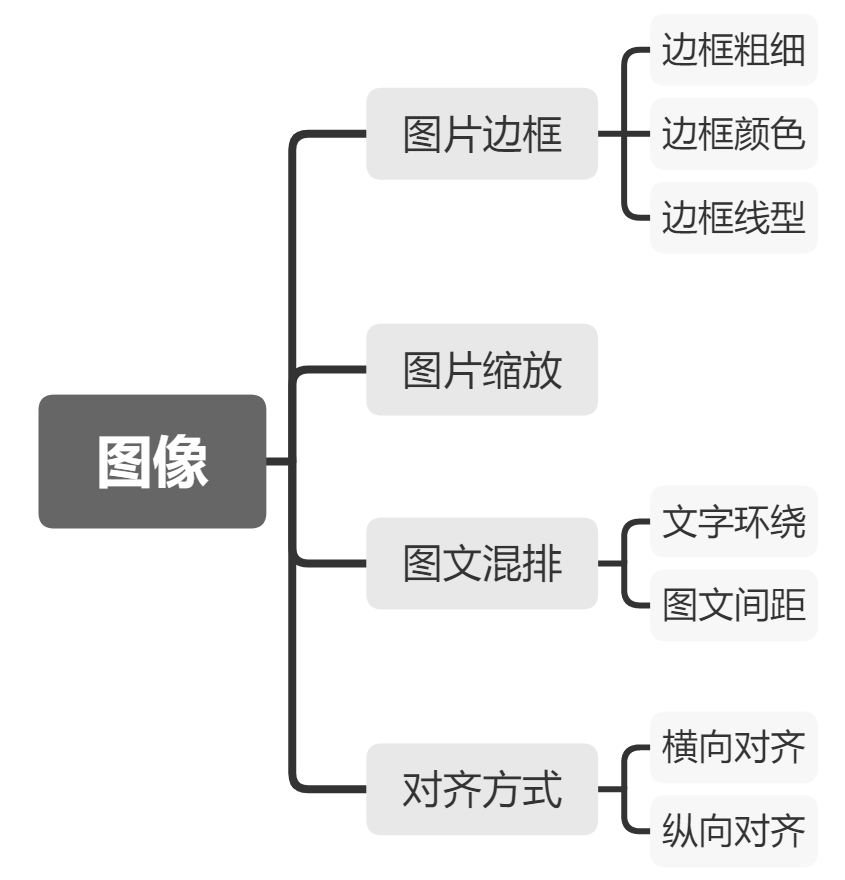 图像
图片边框
边框粗细
边框颜色
边框线型
图片缩放
图文混排
文字环绕
图文间距
对齐方式
横向对齐
纵向对齐